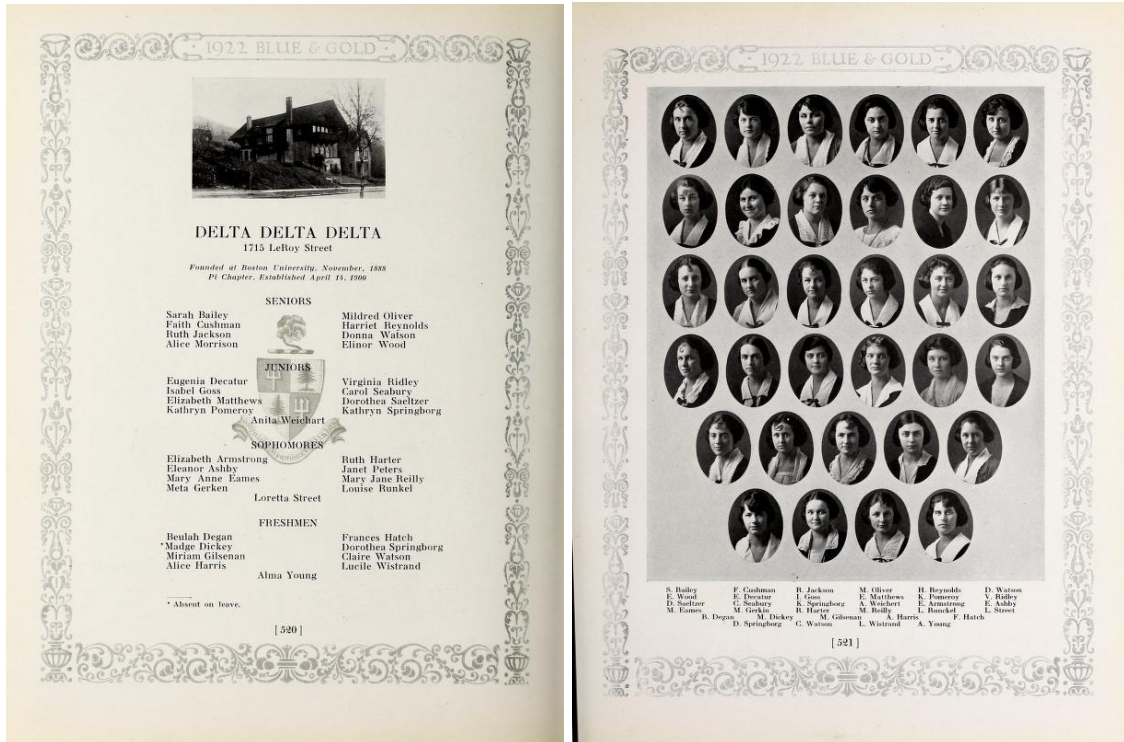 1922 BLUE & GOLD
DELTA DELTA DELTA
1715 LeRoy Street
Founded at Boston University, November, 1888
Pi Chapter, Established April 14, 1900
SENIORS
Sarah Bailey
Faith Cushman
Ruth Jackson
Alice Morrison
Mildred Oliver
Harriet Reynolds
Donna Watson
Elinor Wood
JUNIORS
Eugenia Decatur
Isabel Goss
Elizabeth Matthews
Kathryn Pomeroy
Virginia Ridley
Carol Seabury
Dorothea Saeltzer
Kathryn Springborg
Anita Weichart
SOPHOMORES
Elizabeth Armstrong
Eleanor Ashby
Mary Anne Eames
Meta Gerken
Ruth Harter
Janet Peters
Mary Jane Reilly
Louise Runkel
Loretta Street
FRESHMEN
Beulah Degan
*Madge Dickey
Miriam Gilsenan
Alice Harris
Frances Hatch
Dorothea Springborg
Claire Watson
Lucile Wistrand
Alma Young
* Absent on leave.
[520]
1922 BLUE & GOLD
S. Bailey F. Cushman R. Jackson M. Oliver H. Reynolds D. Watson
E. Wood E. Decatur I. Goss E. Matthews K. Pomeroy V. Ridley
D. Saeltzer C. Seabury K. Springborg A. Weichert E. Armstrong E. Ashby
M. Eames M. Gerkin R. Harter M. Reilly L. Runckel L. Street
B. Degan M. Dickey M. Gilsenan A. Harris F. Hatch
D. Springborg C. Watson L. Wistrand A. Young
[521]